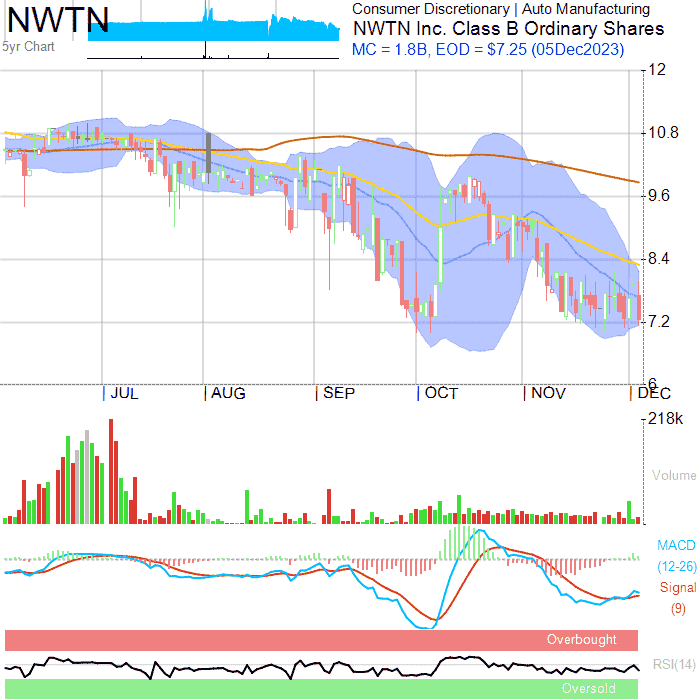 NWTN
5yr Chart
Consumer Discretionary | Auto Manufacturing
NWTN Inc. Class B Ordinary Shares
MC = 1.8B, EOD = $7.25 (05Dec2023)
12
10.8
9.6
8.4
7.2
6
JUL AUG SEP OCT NOV DEC
218k
Volume
MACD
(12-26)
Signal
(9)
Overbought
RSI(14)
Oversold